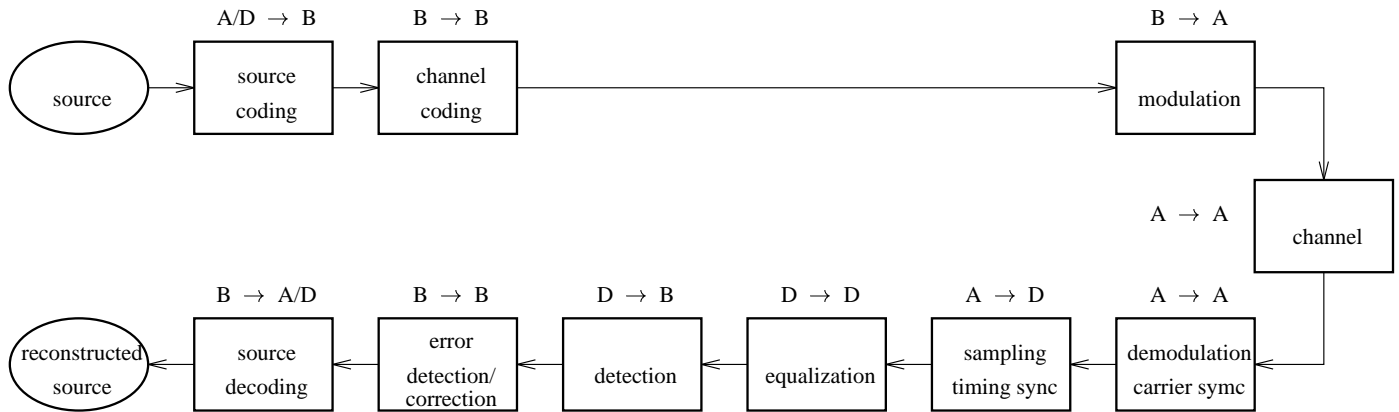 A/D → B
B → B
B → A
source
source
coding
channel
coding
modulation
A → A
channel
B → A/D
B → B
D → B
D → D
A → D
A → A
reconstructed
source
source
decoding
error
detection/
correction
detection
equalization
sampling
timing sync
demodulation
carrier symc